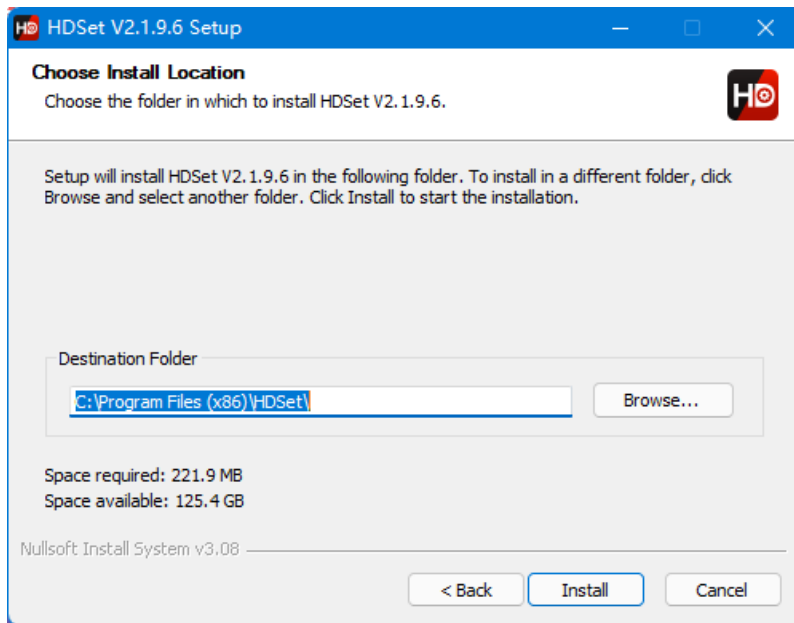 HD HDSet V2.1.9.6 Setup
Choose Install Location
Choose the folder in which to install HDSet V2.1.9.6.
HD
Setup will install HDSet V2.1.9.6 in the following folder. To install in a different folder, click
Browse and select another folder. Click Install to start the installation.
Destination Folder
C:\Program Files (x86)\HDSet\
Browse...
Space required: 221.9 MB
Space available: 125.4 GB
Nullsoft Install System v3.08
< Back
Install
Cancel